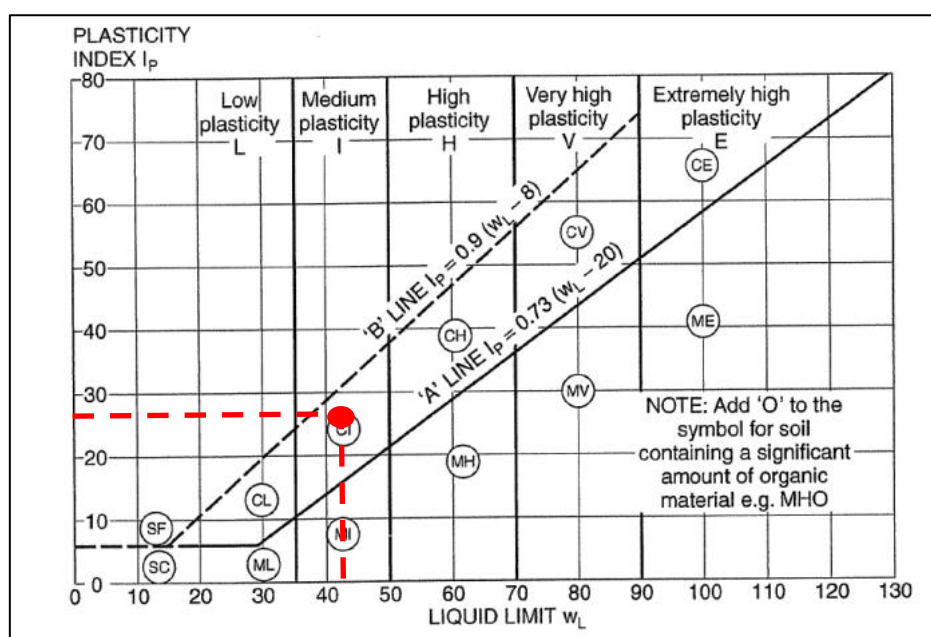 PLASTICITY
INDEX Iₚ
80
70
60
50
40
30
20
10
0
Low
plasticity
L
Medium
plasticity
I
High
plasticity
H
Very high
plasticity
V
Extremely high
plasticity
E
'B' LINE Iₚ = 0.9 (w_L – 8)
'A' LINE Iₚ = 0.73 (w_L – 20)
CE
CV
CH
CI
CL
SF
SC
ML
MI
MH
MV
ME
NOTE: Add 'O' to the
symbol for soil
containing a significant
amount of organic
material e.g. MHO
0 10 20 30 40 50 60 70 80 90 100 110 120 130
LIQUID LIMIT w_L